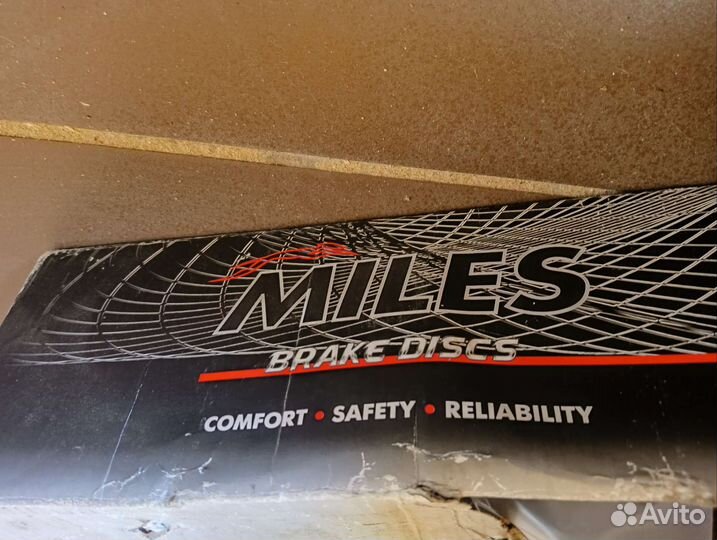 MILES
BRAKE DISCS
COMFORT • SAFETY • RELIABILITY
Avito